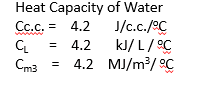 Heat Capacity of Water
Cc.c. = 4.2 J/c.c./ºC
CL = 4.2 kJ/ L / ºC
Cm3 = 4.2 MJ/m³/ ºC